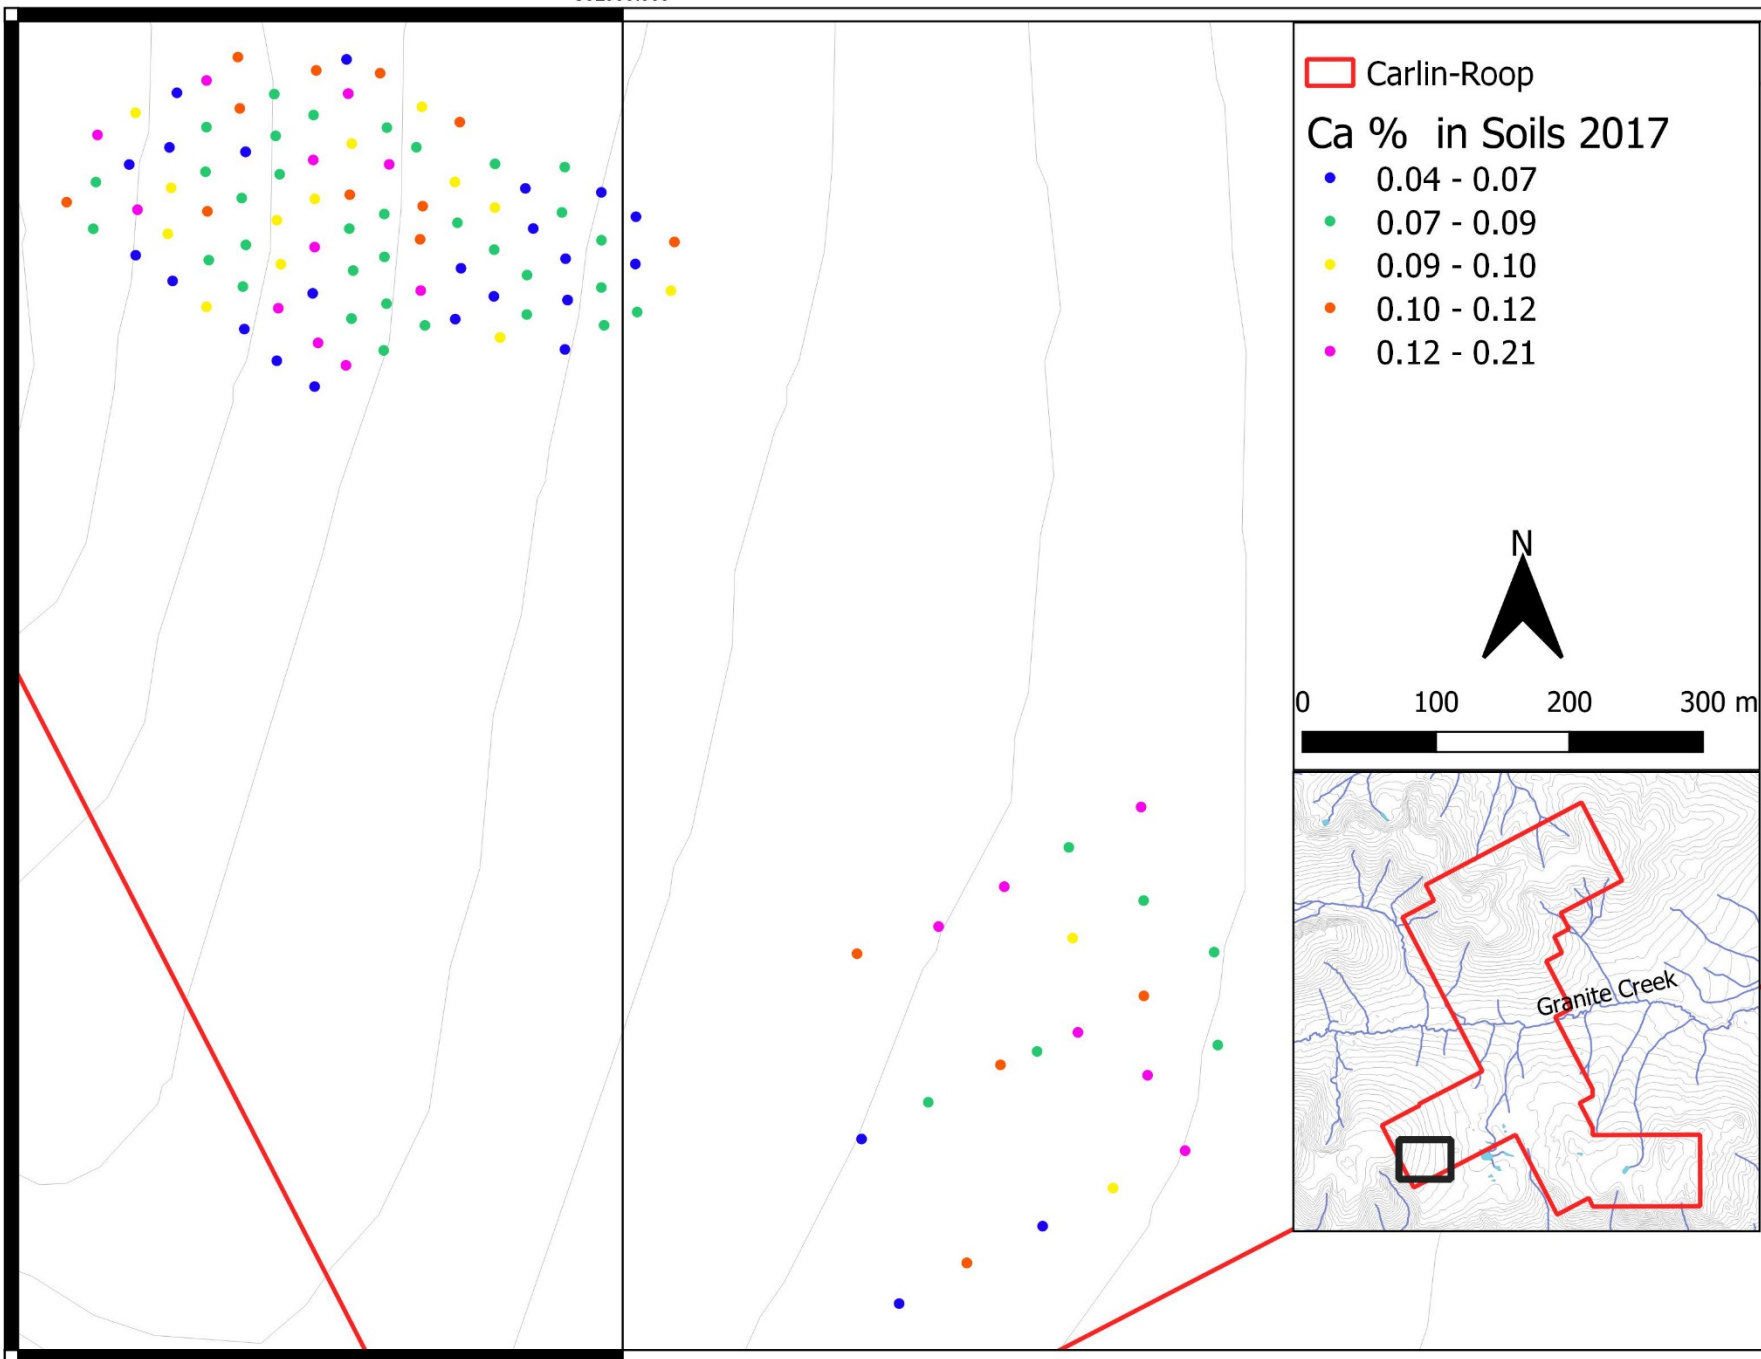 Carlin-Roop
Ca % in Soils 2017
0.04 - 0.07
0.07 - 0.09
0.09 - 0.10
0.10 - 0.12
0.12 - 0.21
N
0 100 200 300 m
Granite Creek